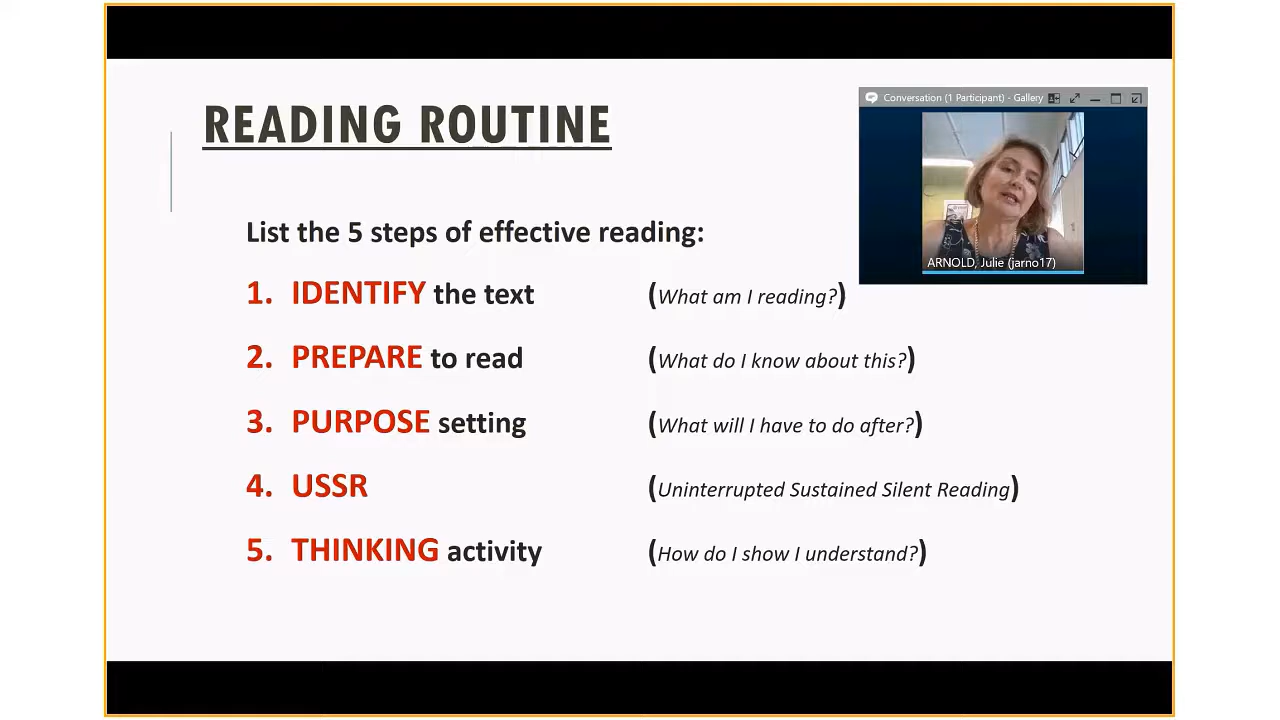 READING ROUTINE
Conversation (1 Participant) - Gallery
ARNOLD, Julie (jarno17)
List the 5 steps of effective reading:
1. IDENTIFY the text (What am I reading?)
2. PREPARE to read (What do I know about this?)
3. PURPOSE setting (What will I have to do after?)
4. USSR (Uninterrupted Sustained Silent Reading)
5. THINKING activity (How do I show I understand?)